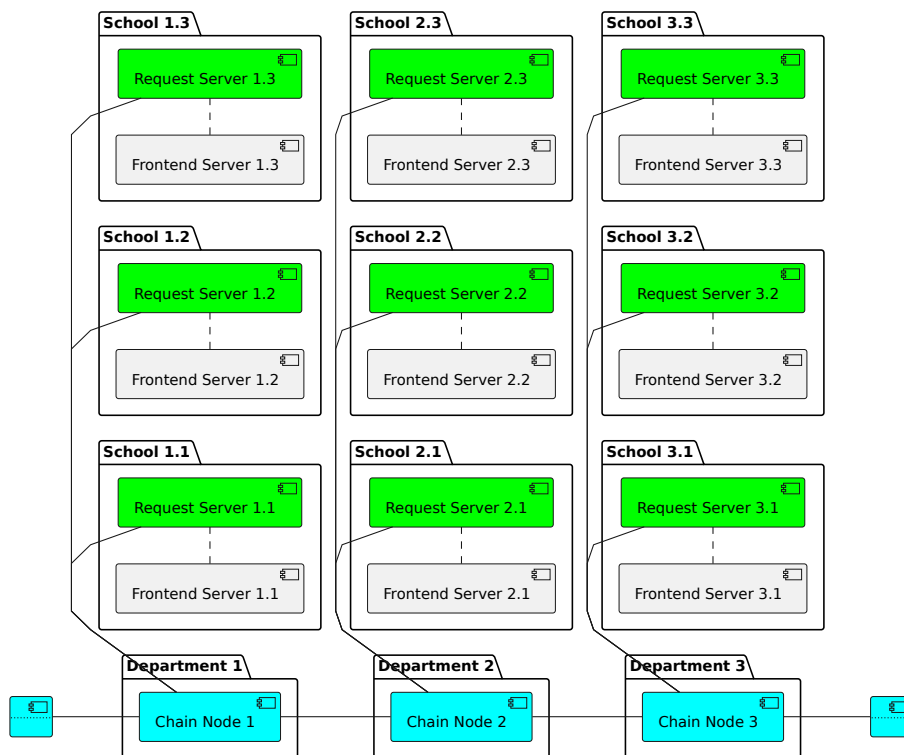 School 1.3
School 2.3
School 3.3
Request Server 1.3
Request Server 2.3
Request Server 3.3
Frontend Server 1.3
Frontend Server 2.3
Frontend Server 3.3
School 1.2
School 2.2
School 3.2
Request Server 1.2
Request Server 2.2
Request Server 3.2
Frontend Server 1.2
Frontend Server 2.2
Frontend Server 3.2
School 1.1
School 2.1
School 3.1
Request Server 1.1
Request Server 2.1
Request Server 3.1
Frontend Server 1.1
Frontend Server 2.1
Frontend Server 3.1
Department 1
Department 2
Department 3
Chain Node 1
Chain Node 2
Chain Node 3